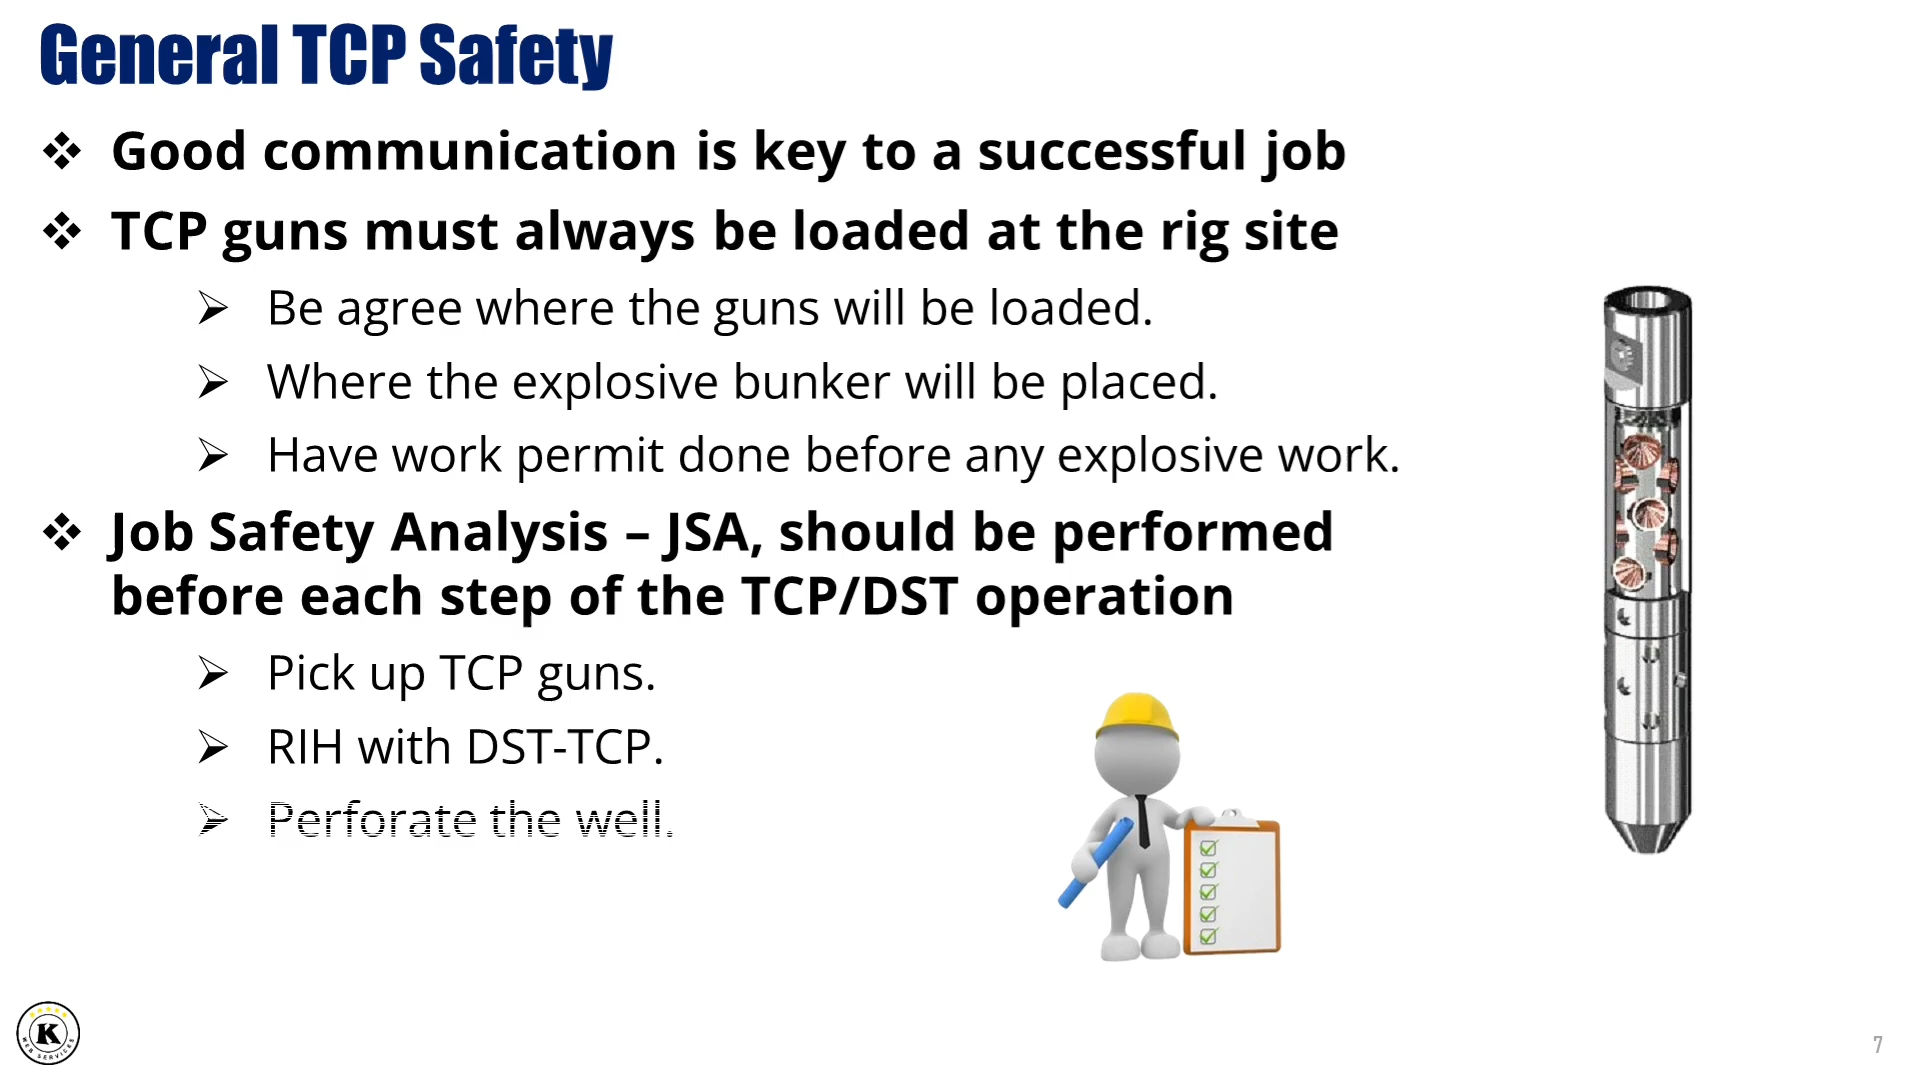 General TCP Safety
❖ Good communication is key to a successful job
❖ TCP guns must always be loaded at the rig site
➢ Be agree where the guns will be loaded.
➢ Where the explosive bunker will be placed.
➢ Have work permit done before any explosive work.
❖ Job Safety Analysis – JSA, should be performed
before each step of the TCP/DST operation
➢ Pick up TCP guns.
➢ RIH with DST-TCP.
➢ Perforate the well.
K
WEB SERVICES
7